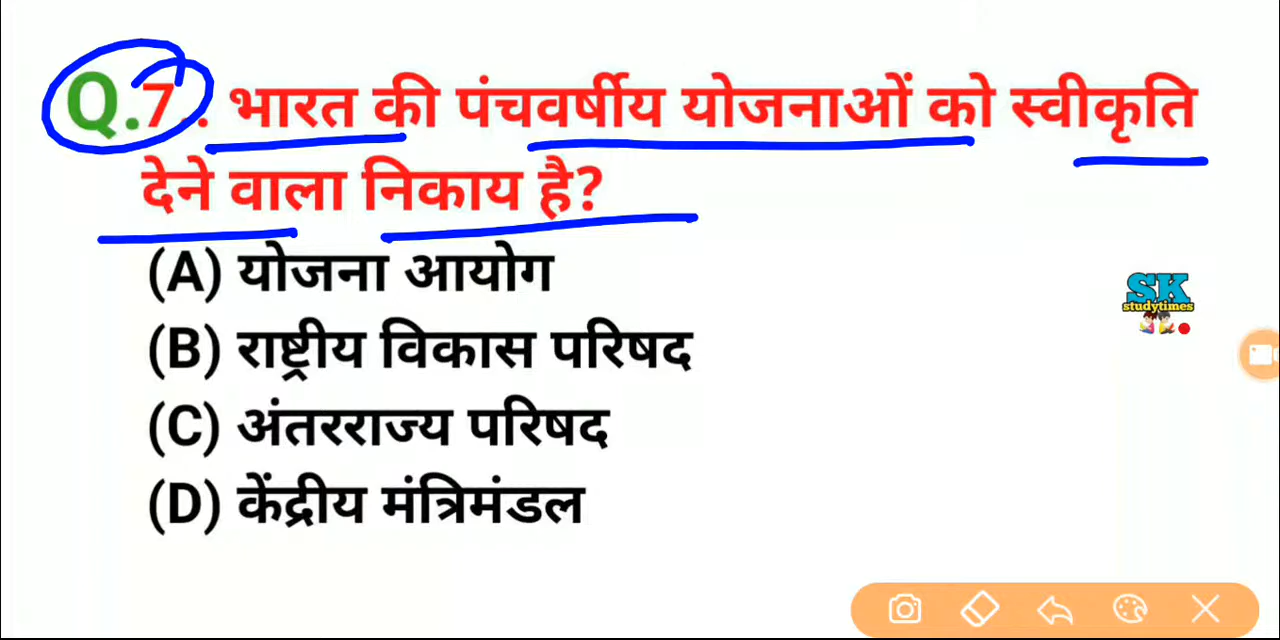 Q.7. भारत की पंचवर्षीय योजनाओं को स्वीकृति
देने वाला निकाय है?
(A) योजना आयोग
(B) राष्ट्रीय विकास परिषद
(C) अंतरराज्य परिषद
(D) केंद्रीय मंत्रिमंडल
SK
studytimes